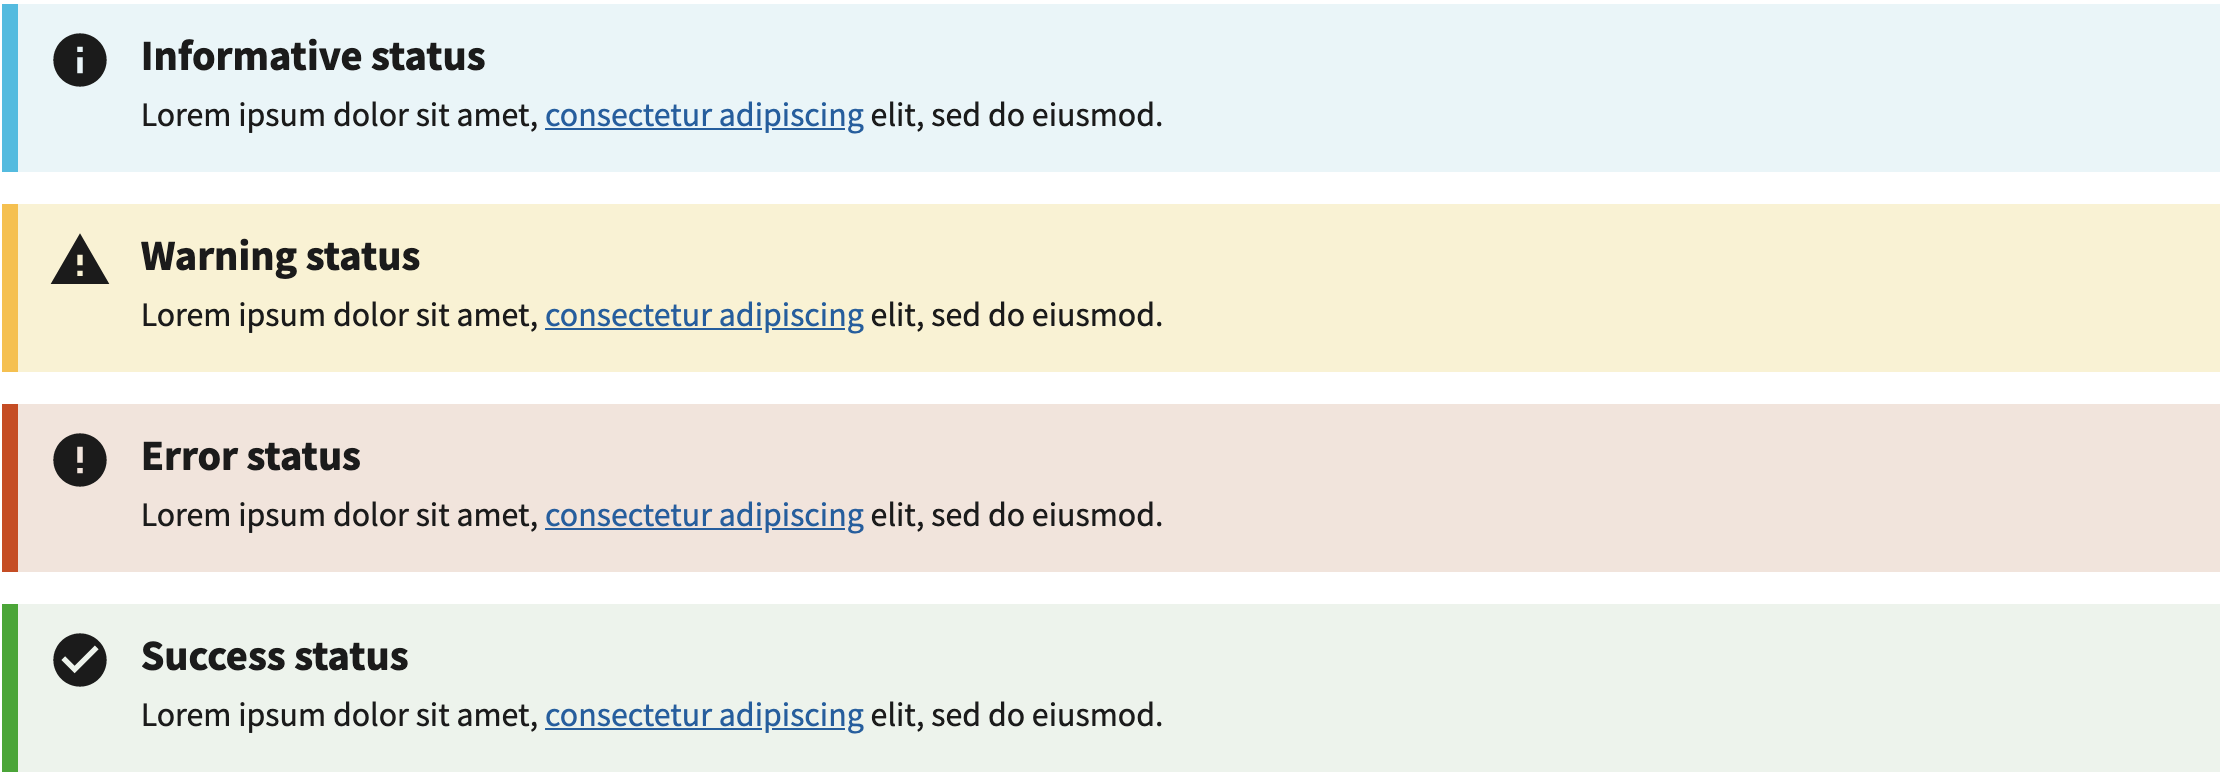 Informative status
Lorem ipsum dolor sit amet, consectetur adipiscing elit, sed do eiusmod.
Warning status
Lorem ipsum dolor sit amet, consectetur adipiscing elit, sed do eiusmod.
Error status
Lorem ipsum dolor sit amet, consectetur adipiscing elit, sed do eiusmod.
Success status
Lorem ipsum dolor sit amet, consectetur adipiscing elit, sed do eiusmod.